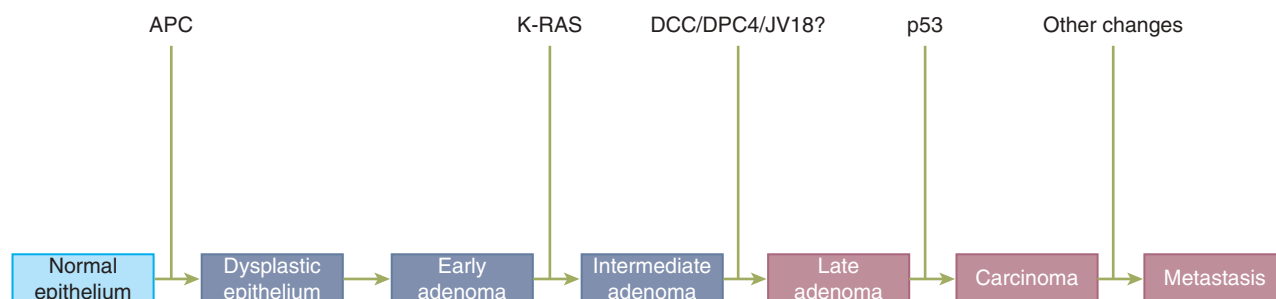 APC
K-RAS
DCC/DPC4/JV18?
p53
Other changes
Normal
epithelium
Dysplastic
epithelium
Early
adenoma
Intermediate
adenoma
Late
adenoma
Carcinoma
Metastasis